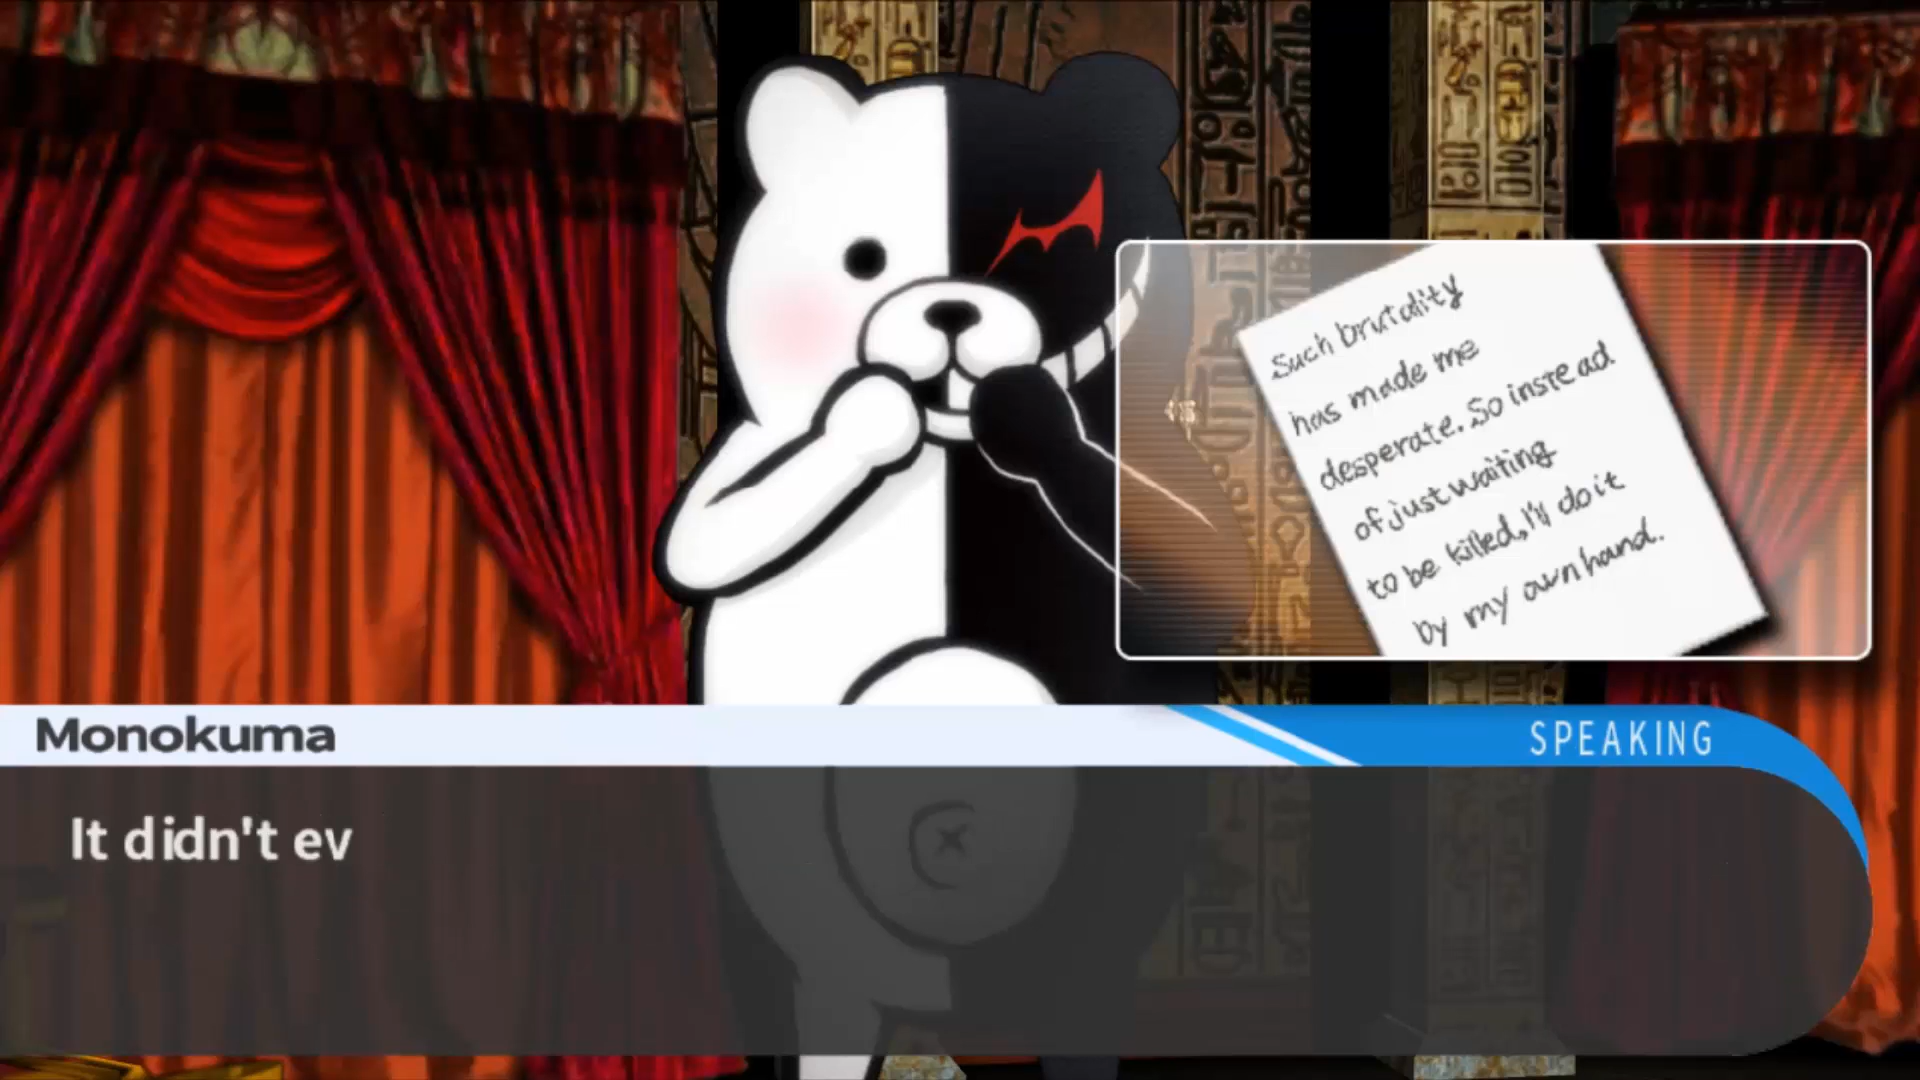 Such brutality
has made me
desperate. So instead
of just waiting
to be killed, I'll do it
by my own hand.
Monokuma
SPEAKING
It didn't ev